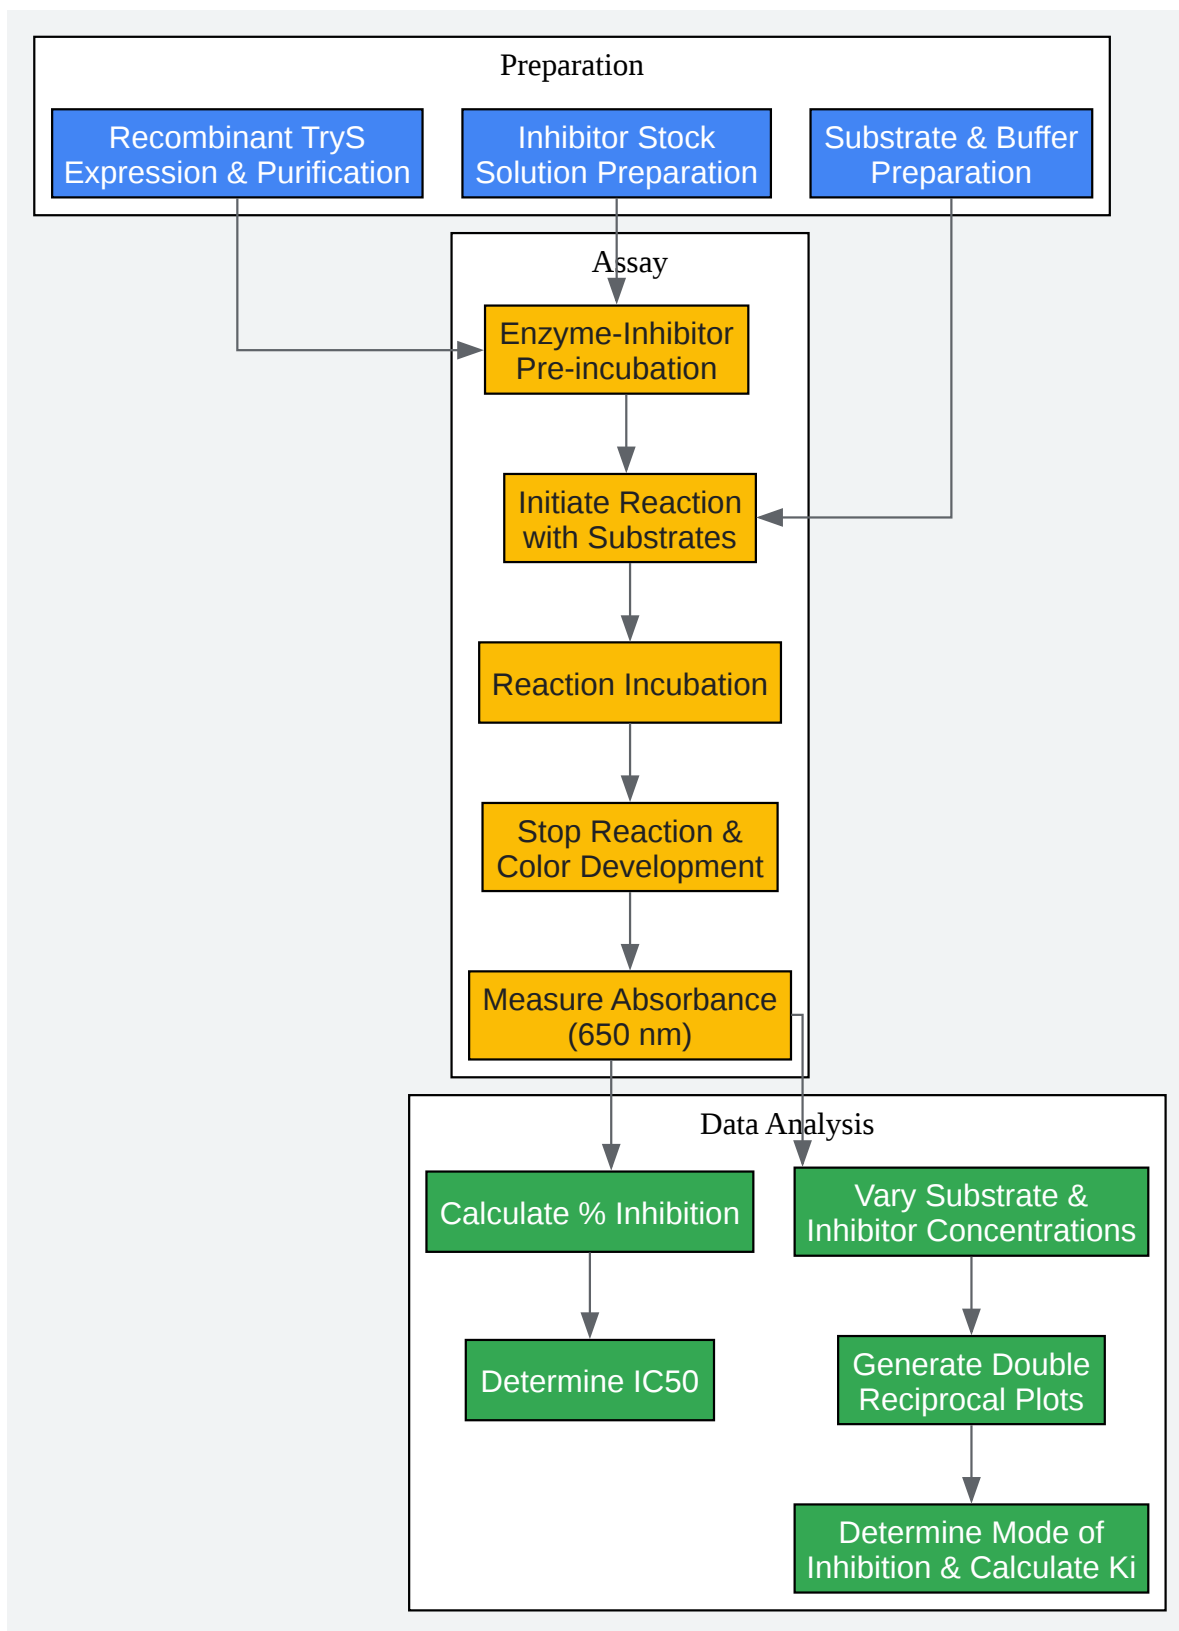 Preparation
Recombinant TryS
Expression & Purification
Inhibitor Stock
Solution Preparation
Substrate & Buffer
Preparation
Assay
Enzyme-Inhibitor
Pre-incubation
Initiate Reaction
with Substrates
Reaction Incubation
Stop Reaction &
Color Development
Measure Absorbance
(650 nm)
Data Analysis
Calculate % Inhibition
Determine IC50
Vary Substrate &
Inhibitor Concentrations
Generate Double
Reciprocal Plots
Determine Mode of
Inhibition & Calculate Ki